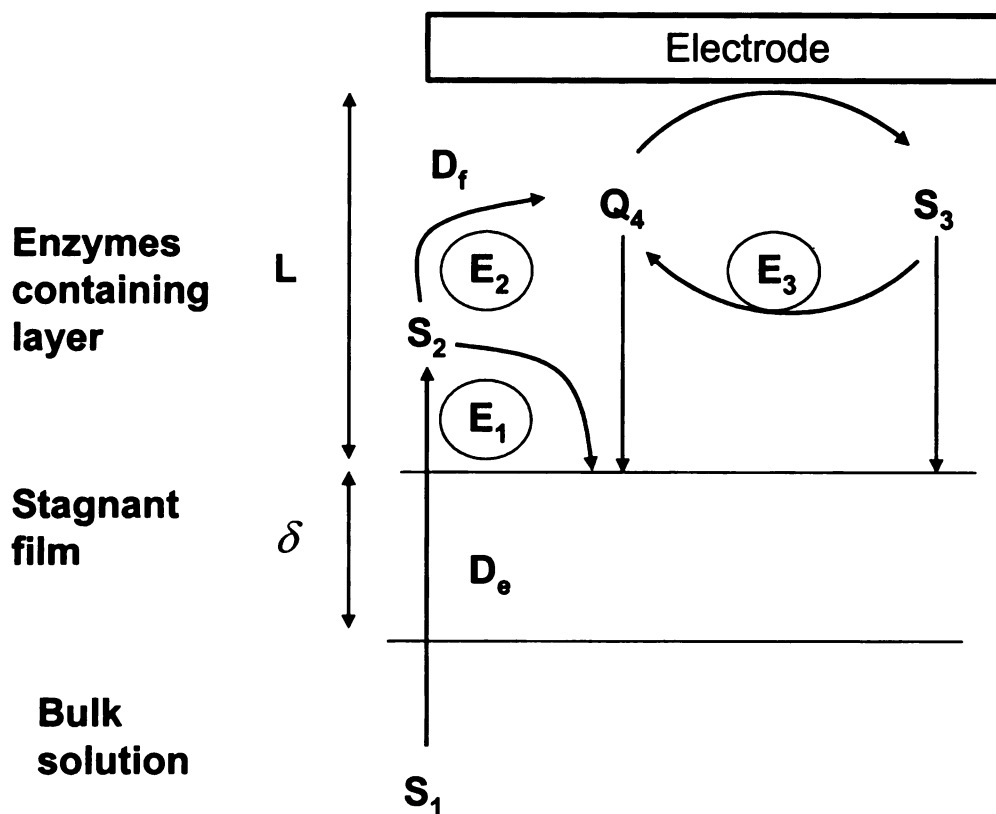 Electrode
D_f
Q_4
S_3
Enzymes
containing
layer
L
E_2
E_3
S_2
E_1
Stagnant
film
δ
D_e
Bulk
solution
S_1